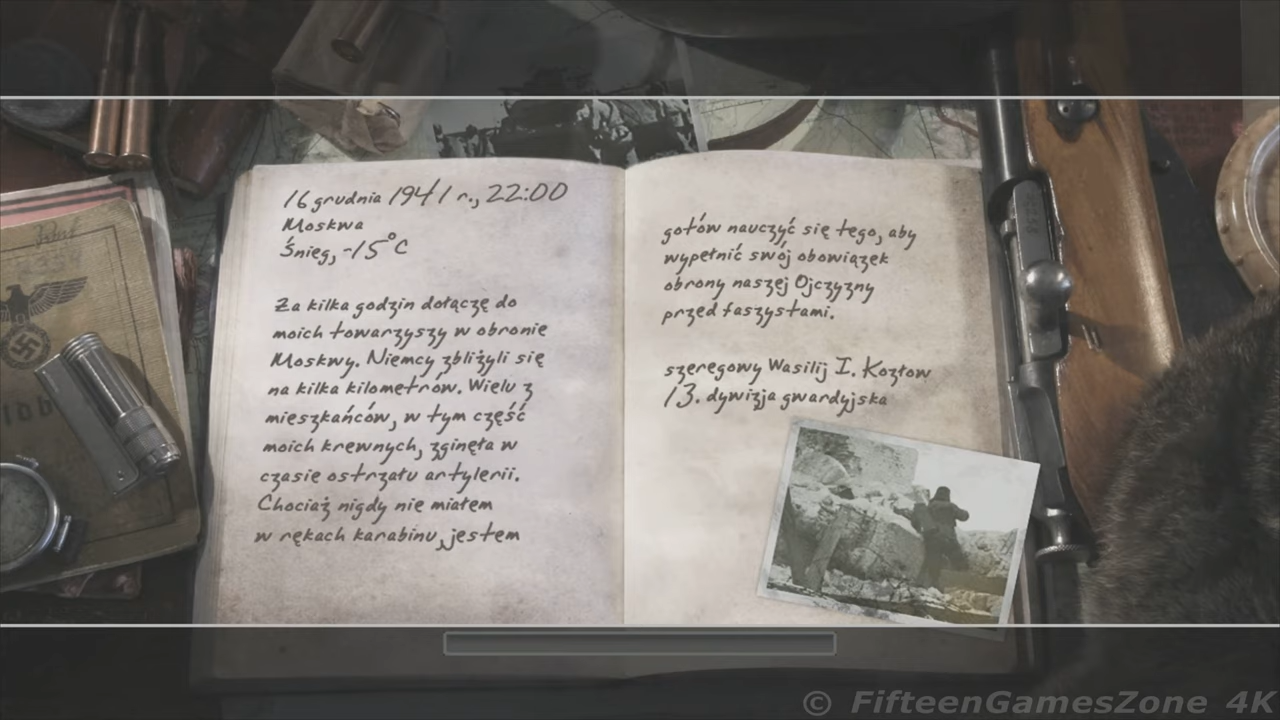 16 grudnia 1941 r., 22:00
Moskwa
Śnieg, -15°C
Za kilka godzin dołączę do
moich towarzyszy w obronie
Moskwy. Niemcy zbliżyli się
na kilka kilometrów. Wielu z
mieszkańców, w tym część
moich krewnych, zginęła w
czasie ostrzału artylerii.
Chociaż nigdy nie miałem
w rękach karabinu, jestem
gotów nauczyć się tego, aby
wypełnić swój obowiązek
obrony naszej Ojczyzny
przed faszystami.
szeregowy Wasilij I. Kozłow
13. dywizja gwardyjska
© FifteenGamesZone 4K